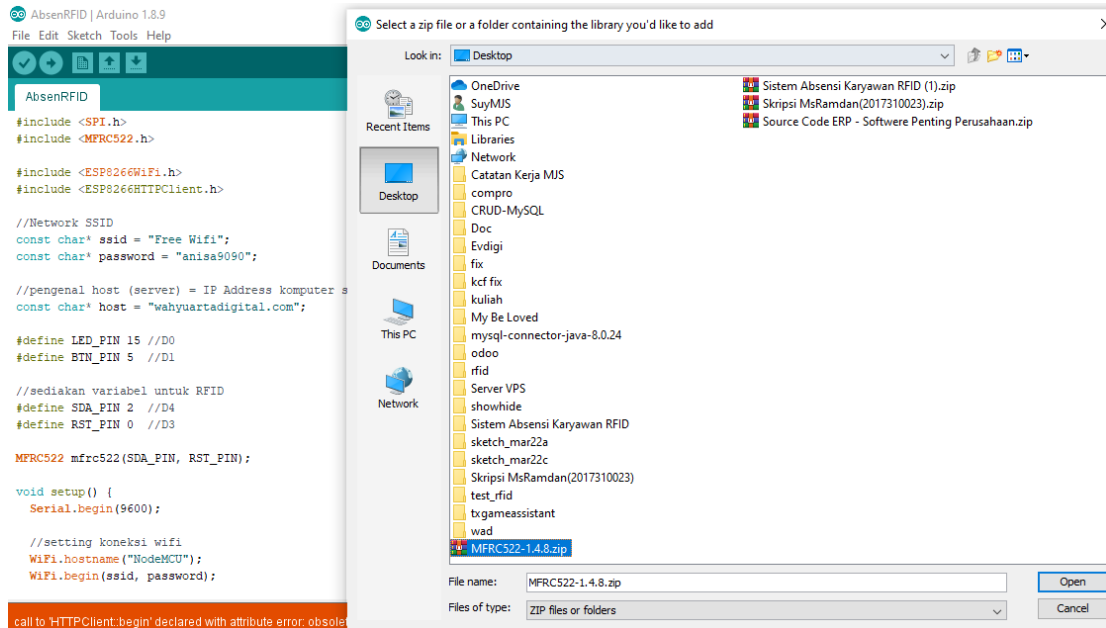 AbsenRFID | Arduino 1.8.9
File Edit Sketch Tools Help
AbsenRFID
#include <SPI.h>
#include <MFRC522.h>
#include <ESP8266WiFi.h>
#include <ESP8266HTTPClient.h>
//Network SSID
const char* ssid = "Free Wifi";
const char* password = "anisa9090";
//pengenal host (server) = IP Address komputer s
const char* host = "wahyuartadigital.com";
#define LED_PIN 15 //D0
#define BTN_PIN 5 //D1
//sediakan variabel untuk RFID
#define SDA_PIN 2 //D4
#define RST_PIN 0 //D3
MFRC522 mfrc522(SDA_PIN, RST_PIN);
void setup() {
Serial.begin(9600);
//setting koneksi wifi
WiFi.hostname("NodeMCU");
WiFi.begin(ssid, password);
call to 'HTTPClient::begin' declared with attribute error: obsolet
Select a zip file or a folder containing the library you'd like to add
Look in:
Desktop
Recent Items
Desktop
Documents
This PC
Network
OneDrive
SuyMJS
This PC
Libraries
Network
Catatan Kerja MJS
compro
CRUD-MySQL
Doc
Evdigi
fix
kcf fix
kuliah
My Be Loved
mysql-connector-java-8.0.24
odoo
rfid
Server VPS
showhide
Sistem Absensi Karyawan RFID
sketch_mar22a
sketch_mar22c
Skripsi MsRamdan(2017310023)
test_rfid
txgameassistant
wad
MFRC522-1.4.8.zip
Sistem Absensi Karyawan RFID (1).zip
Skripsi MsRamdan(2017310023).zip
Source Code ERP - Softwere Penting Perusahaan.zip
File name:
MFRC522-1.4.8.zip
Open
Files of type:
ZIP files or folders
Cancel